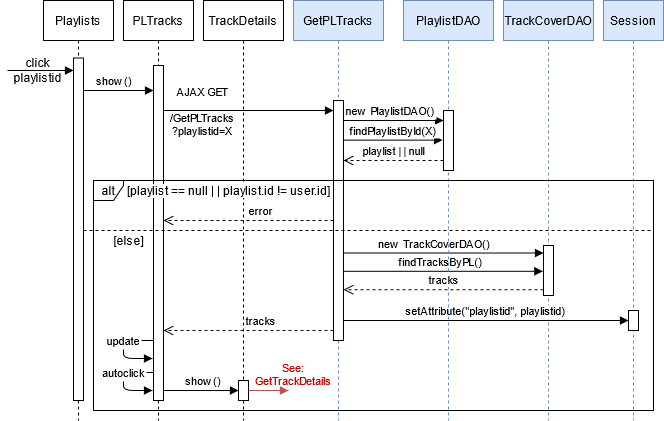 Playlists
PLTracks
TrackDetails
GetPLTracks
PlaylistDAO
TrackCoverDAO
Session
click
playlistid
show()
AJAX GET
/GetPLTracks
?playlistid=X
new PlaylistDAO()
findPlaylistById(X)
playlist || null
alt
[playlist == null || playlist.id != user.id]
error
[else]
new TrackCoverDAO()
findTracksByPL()
tracks
setAttribute("playlistid", playlistid)
tracks
update
autoclick
show()
See:
GetTrackDetails